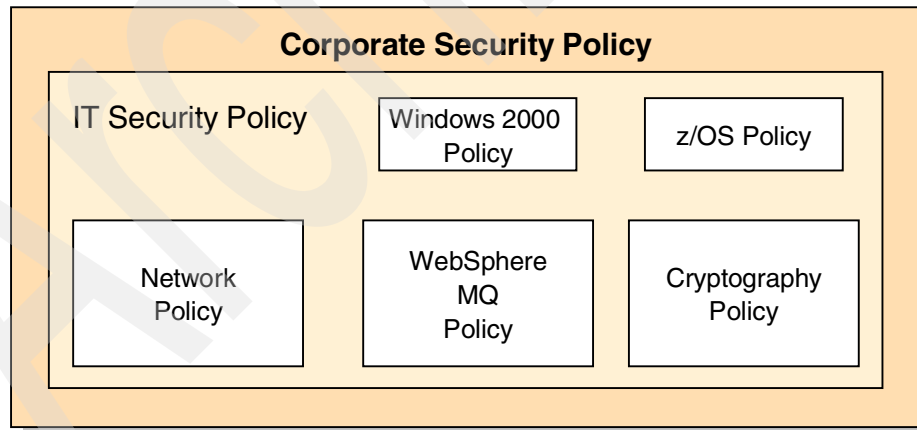 Corporate Security Policy
IT Security Policy
Windows 2000
Policy
z/OS Policy
Network
Policy
WebSphere
MQ
Policy
Cryptography
Policy